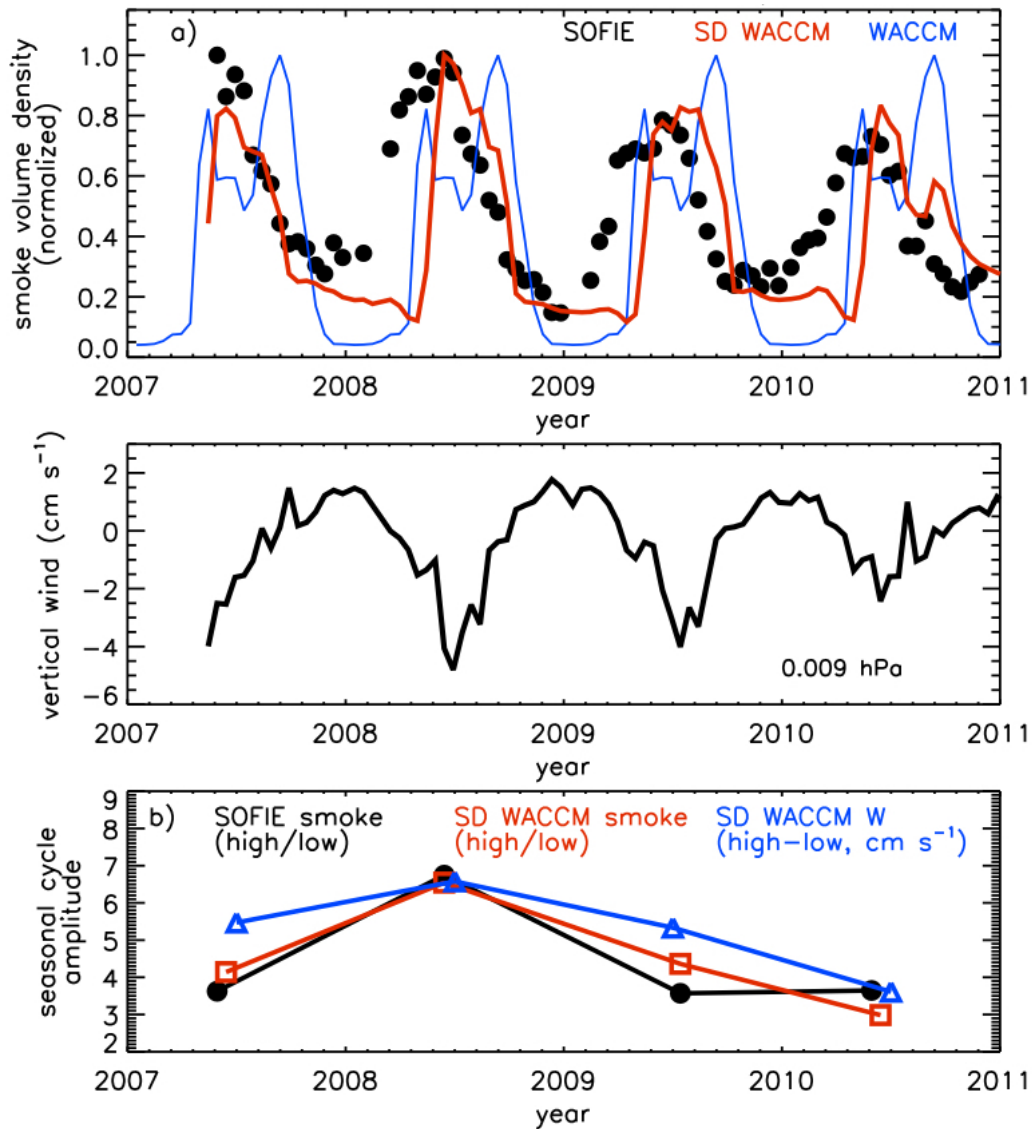 a) SOFIE SD WACCM WACCM
smoke volume density
(normalized)
1.0
0.8
0.6
0.4
0.2
0.0
2007 2008 2009 2010 2011
year
vertical wind (cm s⁻¹)
2
0
−2
−4
−6
0.009 hPa
2007 2008 2009 2010 2011
year
b) SOFIE smoke SD WACCM smoke SD WACCM W
(high/low) (high/low) (high−low, cm s⁻¹)
seasonal cycle
amplitude
9
8
7
6
5
4
3
2
2007 2008 2009 2010 2011
year